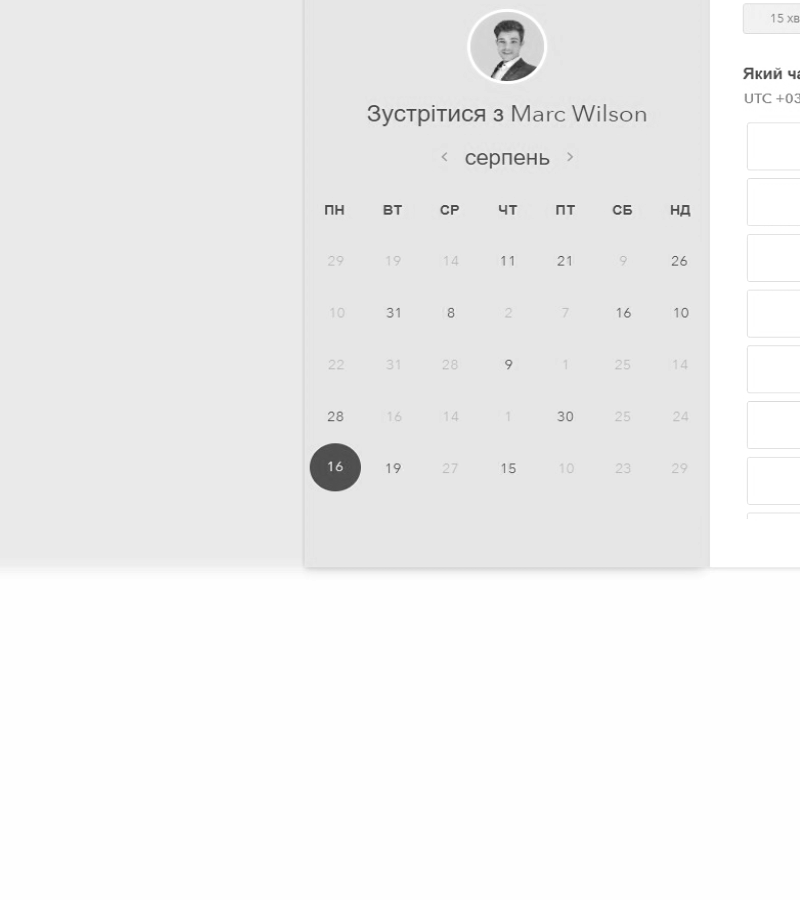 15 хв
Зустрітися з Marc Wilson
Який
UTC +03
< серпень >
ПН ВТ СР ЧТ ПТ СБ НД
29 19 14 11 21 9 26
10 31 8 2 7 16 10
22 31 28 9 1 25 14
28 16 14 1 30 25 24
16 19 27 15 10 23 29